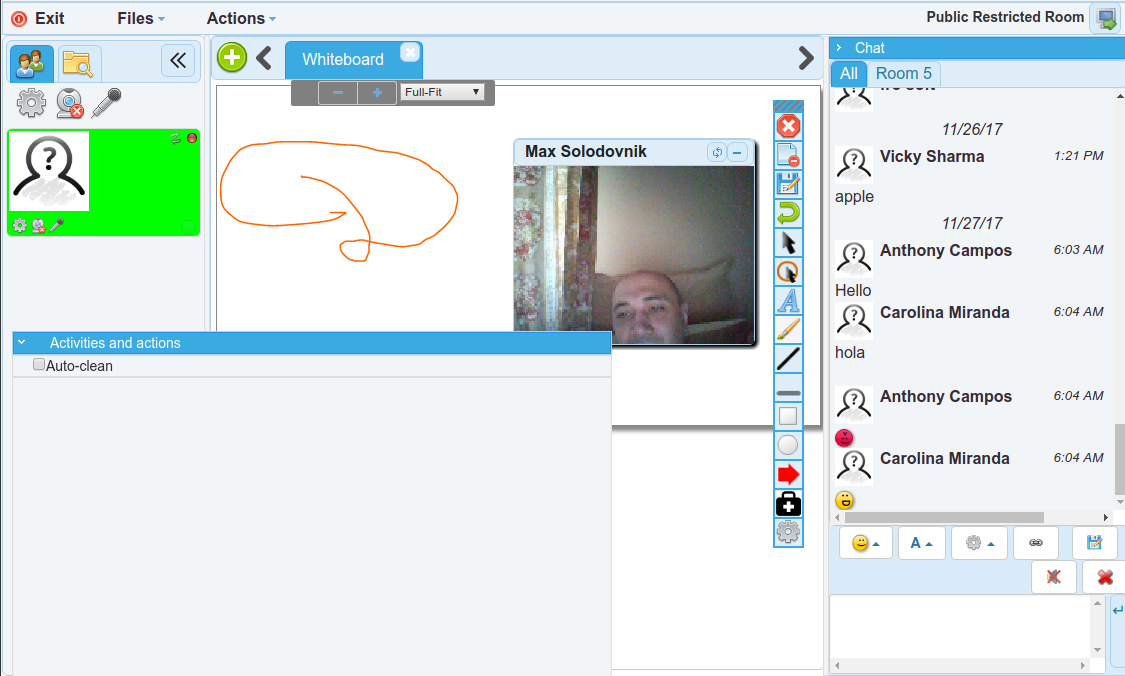 Exit Files Actions Public Restricted Room
Whiteboard
Full-Fit
Max Solodovnik
Activities and actions
Auto-clean
Chat
All Room 5
11/26/17
Vicky Sharma 1:21 PM
apple
11/27/17
Anthony Campos 6:03 AM
Hello
Carolina Miranda 6:04 AM
hola
Anthony Campos 6:04 AM
Carolina Miranda 6:04 AM
A